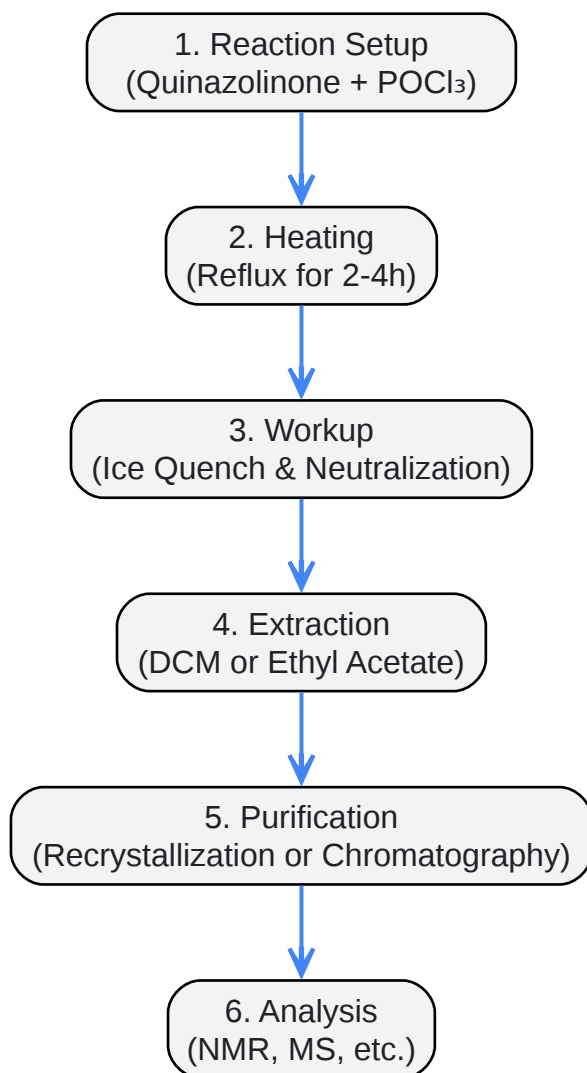 1. Reaction Setup
(Quinazolinone + POCl₃)
2. Heating
(Reflux for 2-4h)
3. Workup
(Ice Quench & Neutralization)
4. Extraction
(DCM or Ethyl Acetate)
5. Purification
(Recrystallization or Chromatography)
6. Analysis
(NMR, MS, etc.)